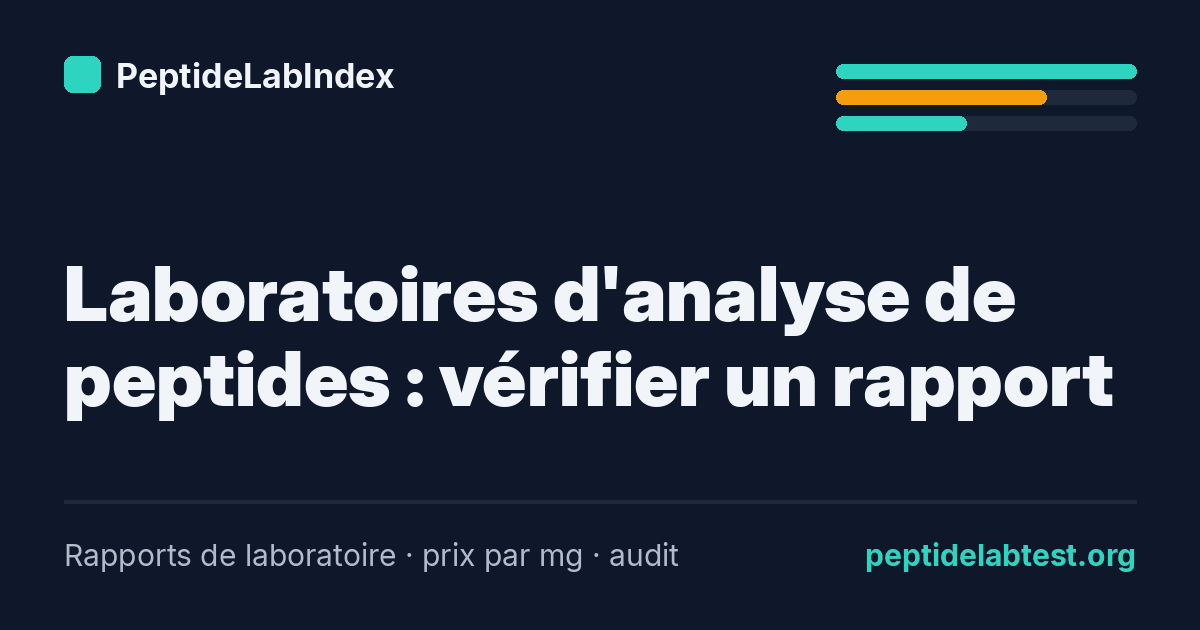 PeptideLabIndex
Laboratoires d'analyse de
peptides : vérifier un rapport
Rapports de laboratoire · prix par mg · audit
peptidelabtest.org